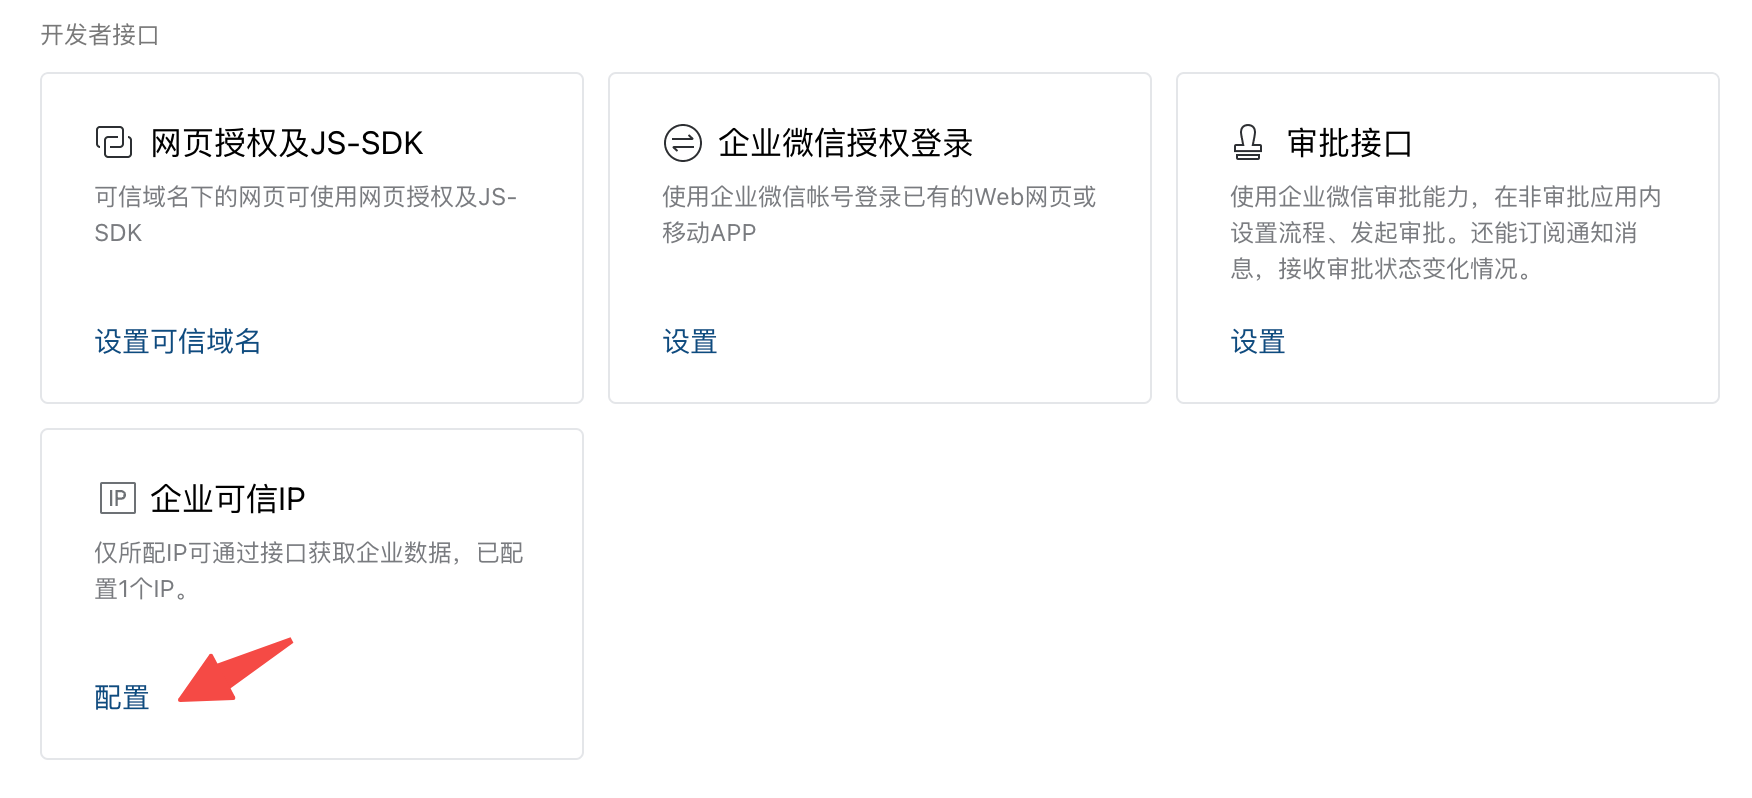 开发者接口
网页授权及JS-SDK
可信域名下的网页可使用网页授权及JS-
SDK
设置可信域名
企业微信授权登录
使用企业微信帐号登录已有的Web网页或
移动APP
设置
审批接口
使用企业微信审批能力，在非审批应用内
设置流程、发起审批。还能订阅通知消
息，接收审批状态变化情况。
设置
IP
企业可信IP
仅所配IP可通过接口获取企业数据，已配
置1个IP。
配置